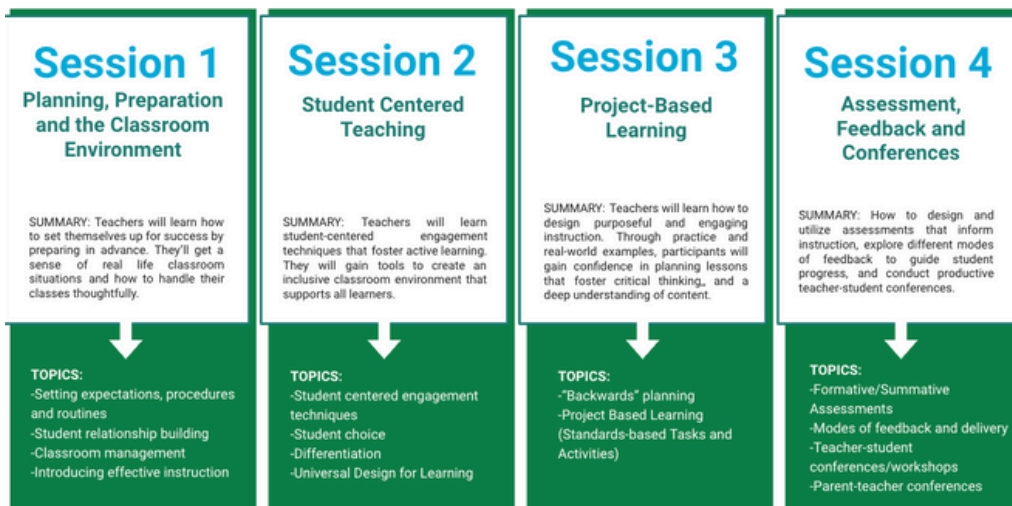 Session 1
Planning, Preparation
and the Classroom
Environment
SUMMARY: Teachers will learn how
to set themselves up for success by
preparing in advance. They'll get a
sense of real life classroom
situations and how to handle their
classes thoughtfully.
TOPICS:
-Setting expectations, procedures
and routines
-Student relationship building
-Classroom management
-Introducing effective instruction
Session 2
Student Centered
Teaching
SUMMARY: Teachers will learn
student-centered engagement
techniques that foster active learning.
They will gain tools to create an
inclusive classroom environment that
supports all learners.
TOPICS:
-Student centered engagement
techniques
-Student choice
-Differentiation
-Universal Design for Learning
Session 3
Project-Based
Learning
SUMMARY: Teachers will learn how to
design purposeful and engaging
instruction. Through practice and
real-world examples, participants will
gain confidence in planning lessons
that foster critical thinking,, and a
deep understanding of content.
TOPICS:
-"Backwards" planning
-Project Based Learning
(Standards-based Tasks and
Activities)
Session 4
Assessment,
Feedback and
Conferences
SUMMARY: How to design and
utilize assessments that inform
instruction, explore different modes
of feedback to guide student
progress, and conduct productive
teacher-student conferences.
TOPICS:
-Formative/Summative
Assessments
-Modes of feedback and delivery
-Teacher-student
conferences/workshops
-Parent-teacher conferences